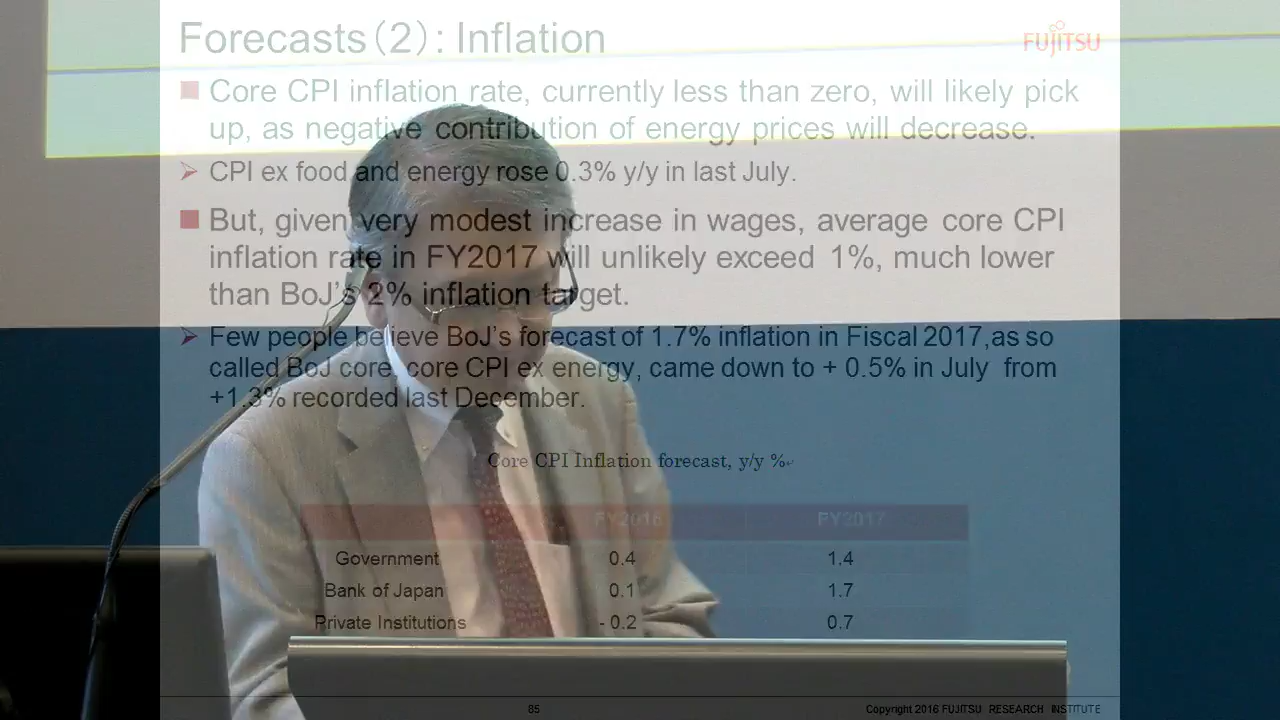 Forecasts（2）: Inflation
FUJITSU
Core CPI inflation rate, currently less than zero, will likely pick
up, as negative contribution of energy prices will decrease.
CPI ex food and energy rose 0.3% y/y in last July.
But, given very modest increase in wages, average core CPI
inflation rate in FY2017 will unlikely exceed 1%, much lower
than BoJ's 2% inflation target.
Few people believe BoJ's forecast of 1.7% inflation in Fiscal 2017,as so
called BoJ core, core CPI ex energy, came down to + 0.5% in July from
+1.3% recorded last December.
Core CPI Inflation forecast, y/y %
FY2016 FY2017
Government 0.4 1.4
Bank of Japan 0.1 1.7
Private Institutions - 0.2 0.7
85 Copyright 2016 FUJITSU RESEARCH INSTITUTE